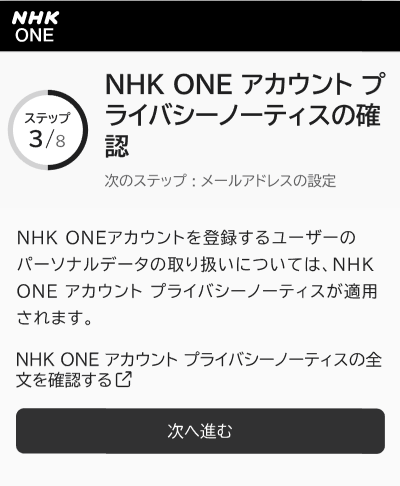 NHK
ONE
ステップ
3/8
NHK ONE アカウント プ
ライバシーノーティスの確
認
次のステップ：メールアドレスの設定
NHK ONEアカウントを登録するユーザーの
パーソナルデータの取り扱いについては、NHK
ONE アカウント プライバシーノーティスが適用
されます。
NHK ONE アカウント プライバシーノーティスの全
文を確認する
次へ進む